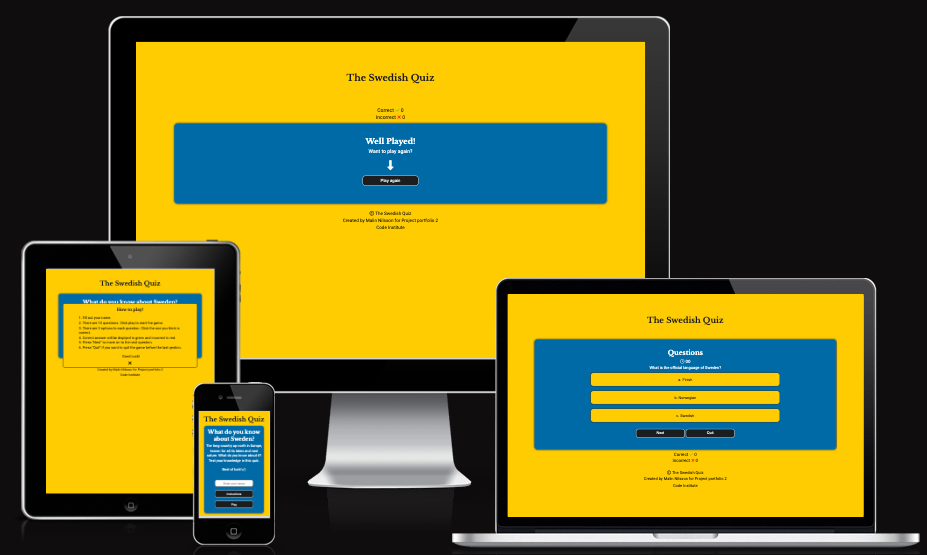 The Swedish Quiz
Correct ✓ 0
Incorrect ✕ 0
Well Played!
Want to play again?
Play again
© The Swedish Quiz
Created by Malin Nilsson for Project portfolio 2
Code Institute
The Swedish Quiz
What do you know about Sweden?
How to play!
1. Fill out your name
2. There are 10 questions. Click play to start the game
3. There are 3 options to each question. Click the one you think is
correct
4. Correct answer will be displayed in green and incorrect in red.
5. Press "Next" to move on to the next question.
6. Press "Quit" if you want to quit the game before the last question.
Good Luck!
✕
Created by Malin Nilsson for Project portfolio 2
Code Institute
The Swedish Quiz
What do you know
about Sweden?
The long country up north in Europe,
known for all its lakes and vast
nature. What do you know about it?
Test your knowledge in this quiz.
Best of luck!
Enter your name
Instructions
Play
The Swedish Quiz
Questions
00
What is the official language of Sweden?
a. Finish
b. Norwegian
c. Swedish
Next
Quit
Correct ✓ 0
Incorrect ✕ 0
© The Swedish Quiz
Created by Malin Nilsson for Project portfolio 2
Code Institute